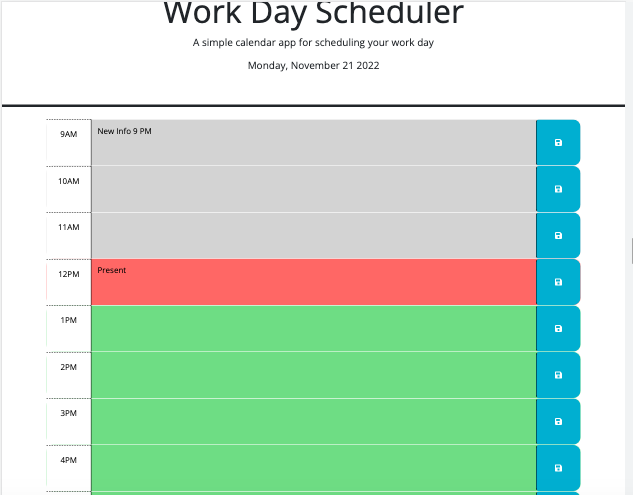 Work Day Scheduler
A simple calendar app for scheduling your work day
Monday, November 21 2022
9AM
New Info 9 PM
10AM
11AM
12PM
Present
1PM
2PM
3PM
4PM